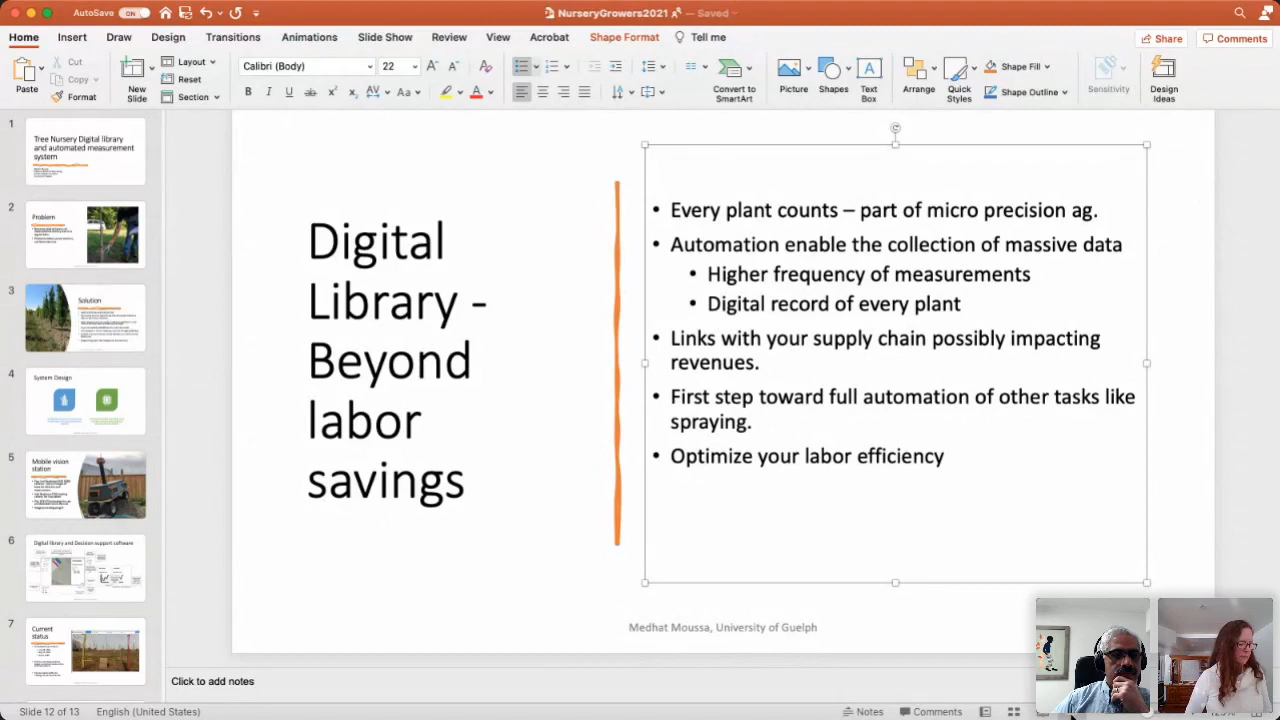 AutoSave ON
NurseryGrowers2021 — Saved
Home Insert Draw Design Transitions Animations Slide Show Review View Acrobat Shape Format Tell me Share Comments
Paste
Cut
Copy
Format
New Slide
Layout
Reset
Section
Calibri (Body) 22
Convert to SmartArt
Picture
Shapes
Text Box
Arrange
Quick Styles
Shape Fill
Shape Outline
Sensitivity
Design Ideas
1
Tree Nursery Digital library
and automated measurement
system
2
Problem
3
Solution
4
System Design
5
Mobile vision
station
6
Digital library and Decision support software
7
Current
status
Digital
Library -
Beyond
labor
savings
• Every plant counts – part of micro precision ag.
• Automation enable the collection of massive data
• Higher frequency of measurements
• Digital record of every plant
• Links with your supply chain possibly impacting
revenues.
• First step toward full automation of other tasks like
spraying.
• Optimize your labor efficiency
Medhat Moussa, University of Guelph
Click to add notes
Slide 12 of 13 English (United States) Notes Comments